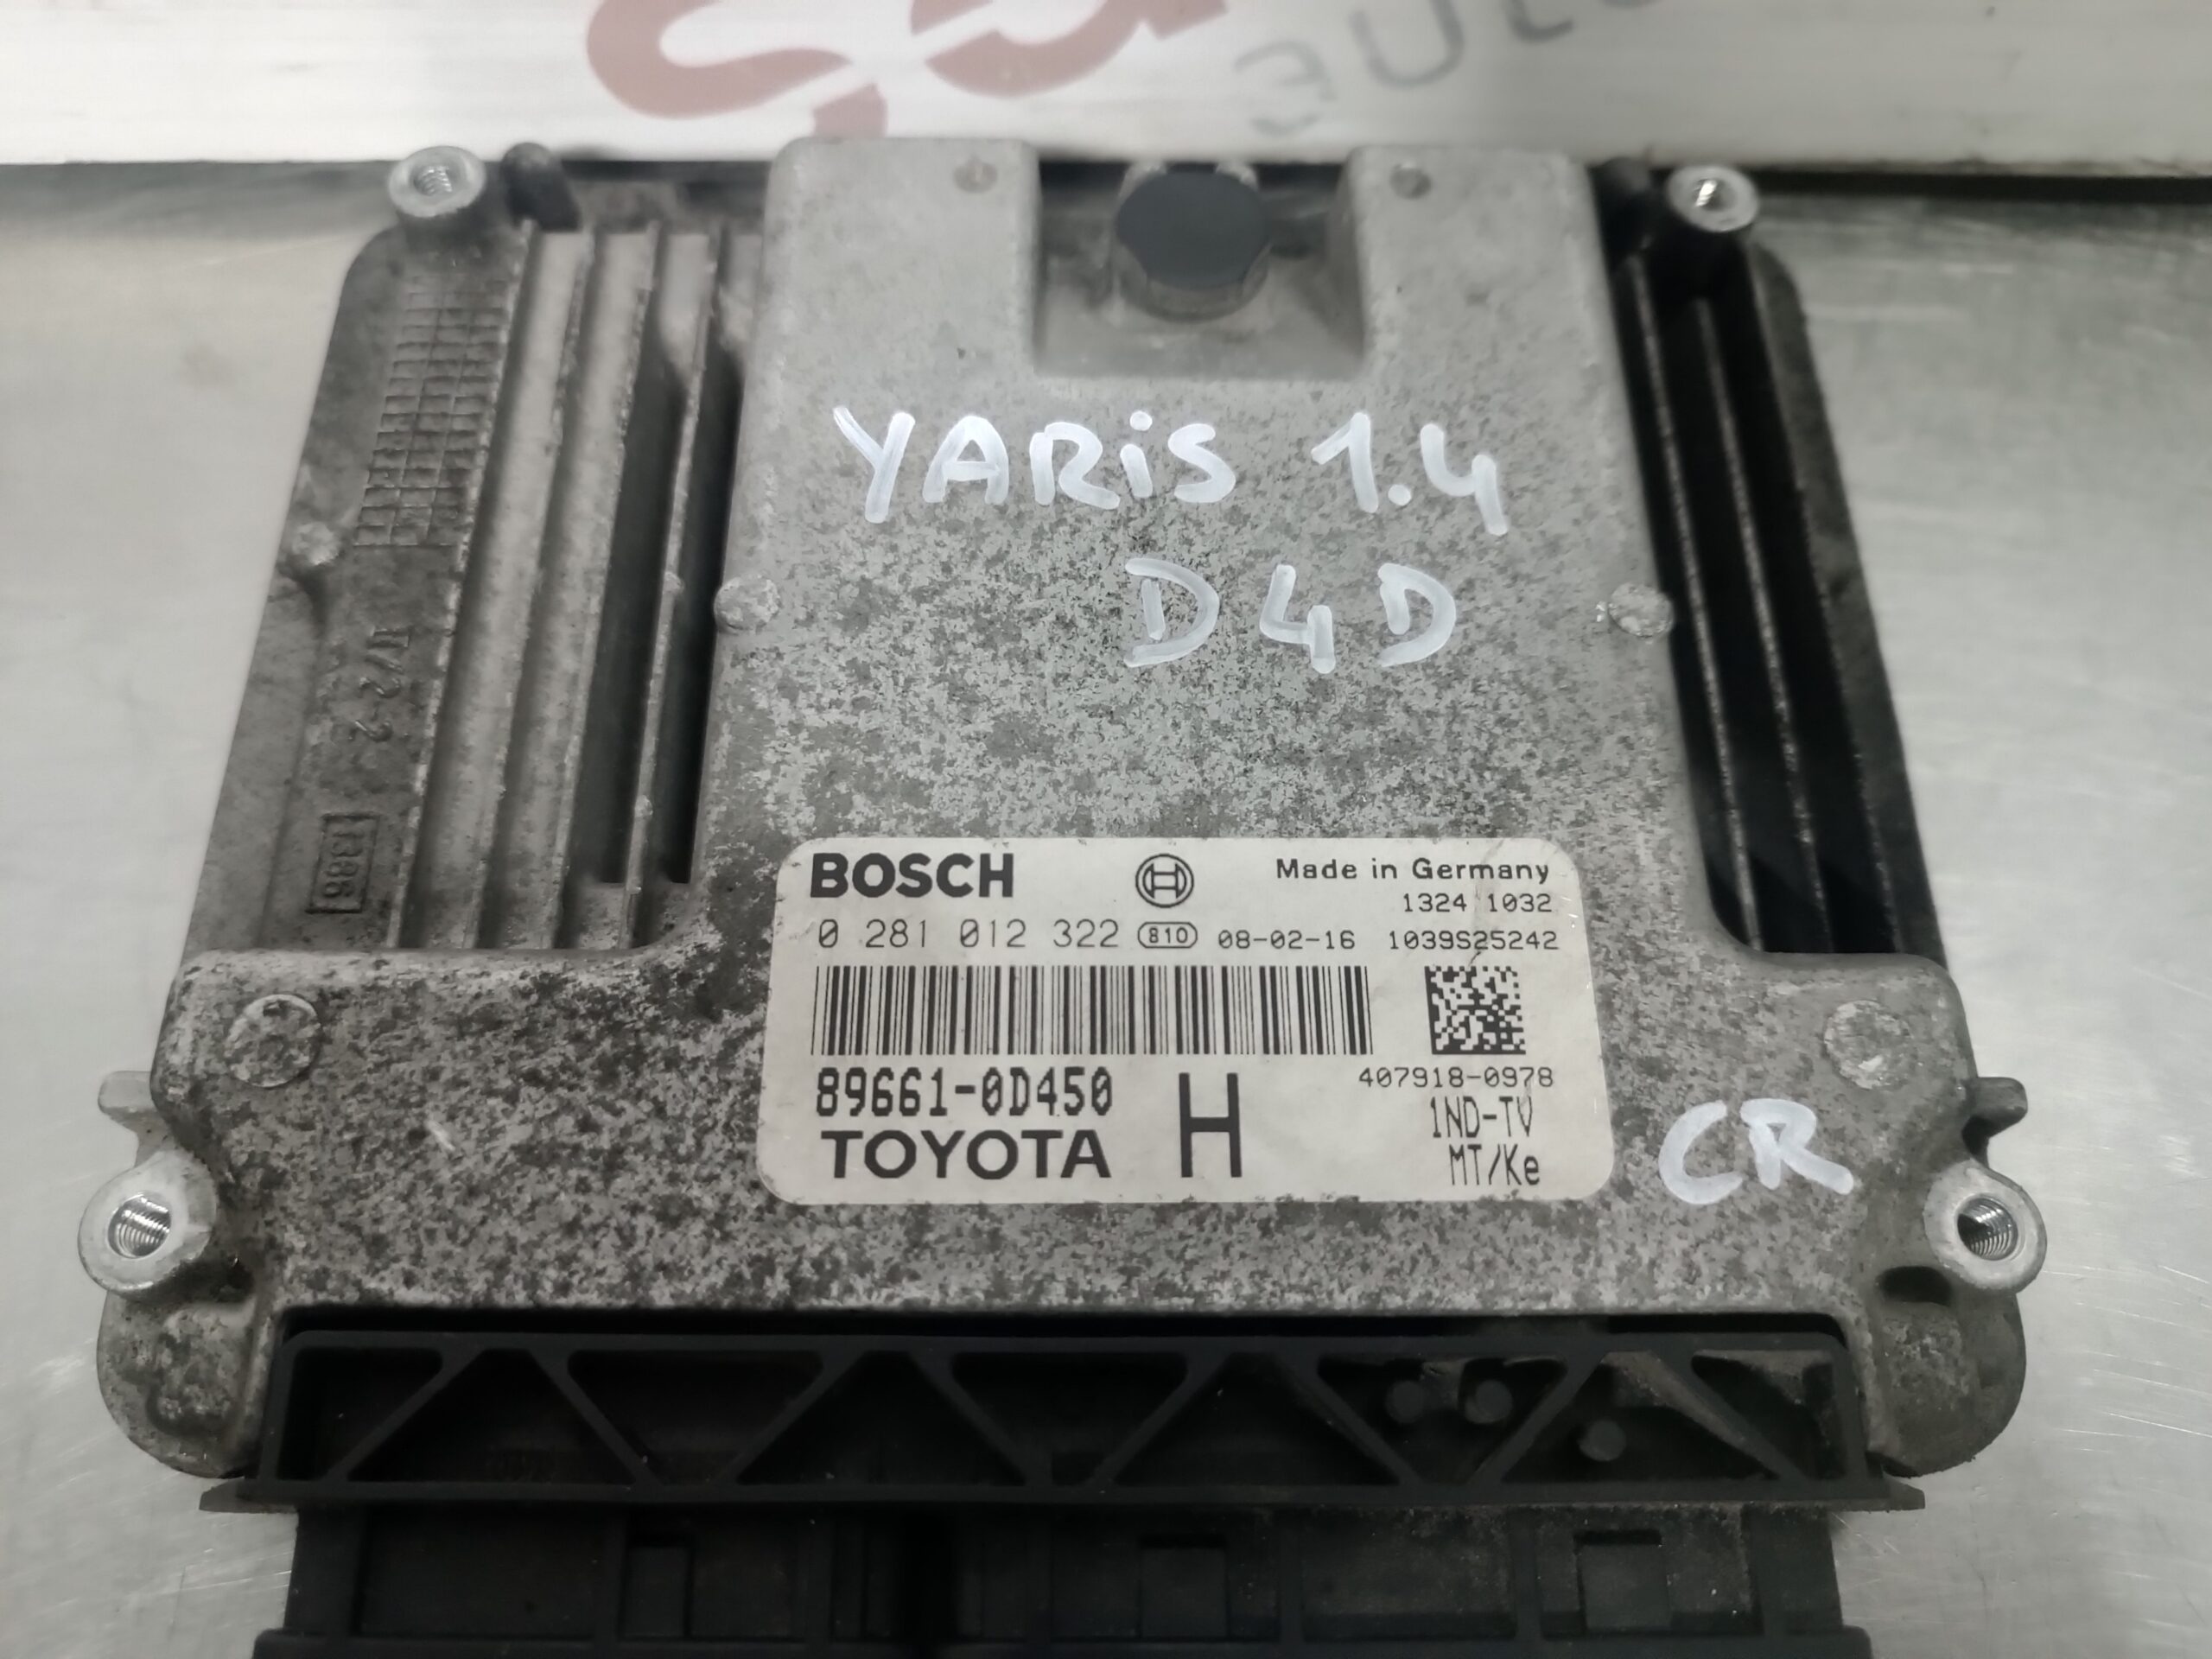 YARiS 1.4
D4D
BOSCH
Made in Germany
1324 1032
0 281 012 322 810 08-02-16 1039S25242
89661-0D450
407918-0978
TOYOTA
H
1ND-TV
MT/Ke
CR
1386